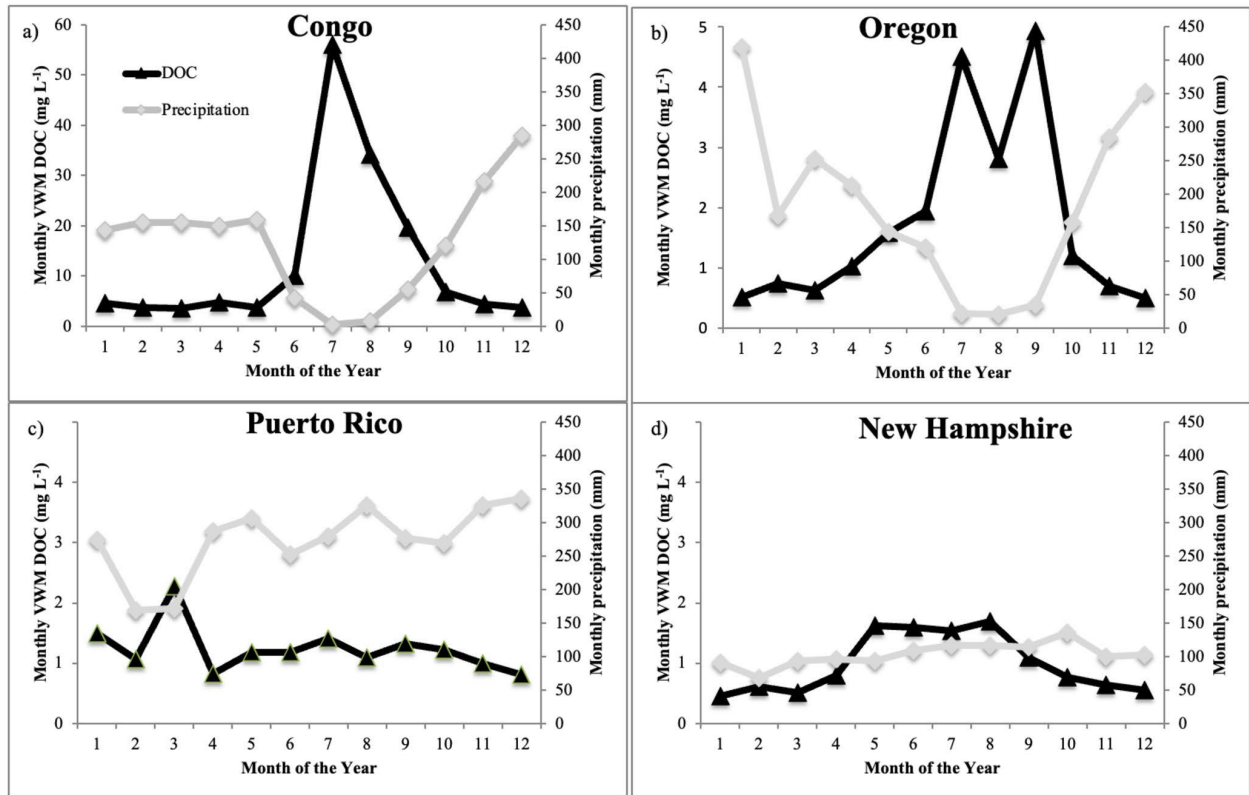 a)
Congo
Monthly VWM DOC (mg L⁻¹)
60
50
40
30
20
10
0
DOC
Precipitation
450
400
350
300
250
200
150
100
50
0
Monthly precipitation (mm)
1 2 3 4 5 6 7 8 9 10 11 12
Month of the Year
b)
Oregon
Monthly VWM DOC (mg L⁻¹)
5
4
3
2
1
0
450
400
350
300
250
200
150
100
50
0
Monthly precipitation (mm)
1 2 3 4 5 6 7 8 9 10 11 12
Month of the Year
c)
Puerto Rico
Monthly VWM DOC (mg L⁻¹)
4
3
2
1
0
450
400
350
300
250
200
150
100
50
0
Monthly precipitation (mm)
1 2 3 4 5 6 7 8 9 10 11 12
Month of the Year
d)
New Hampshire
Monthly VWM DOC (mg L⁻¹)
4
3
2
1
0
450
400
350
300
250
200
150
100
50
0
Monthly precipitation (mm)
1 2 3 4 5 6 7 8 9 10 11 12
Month of the Year